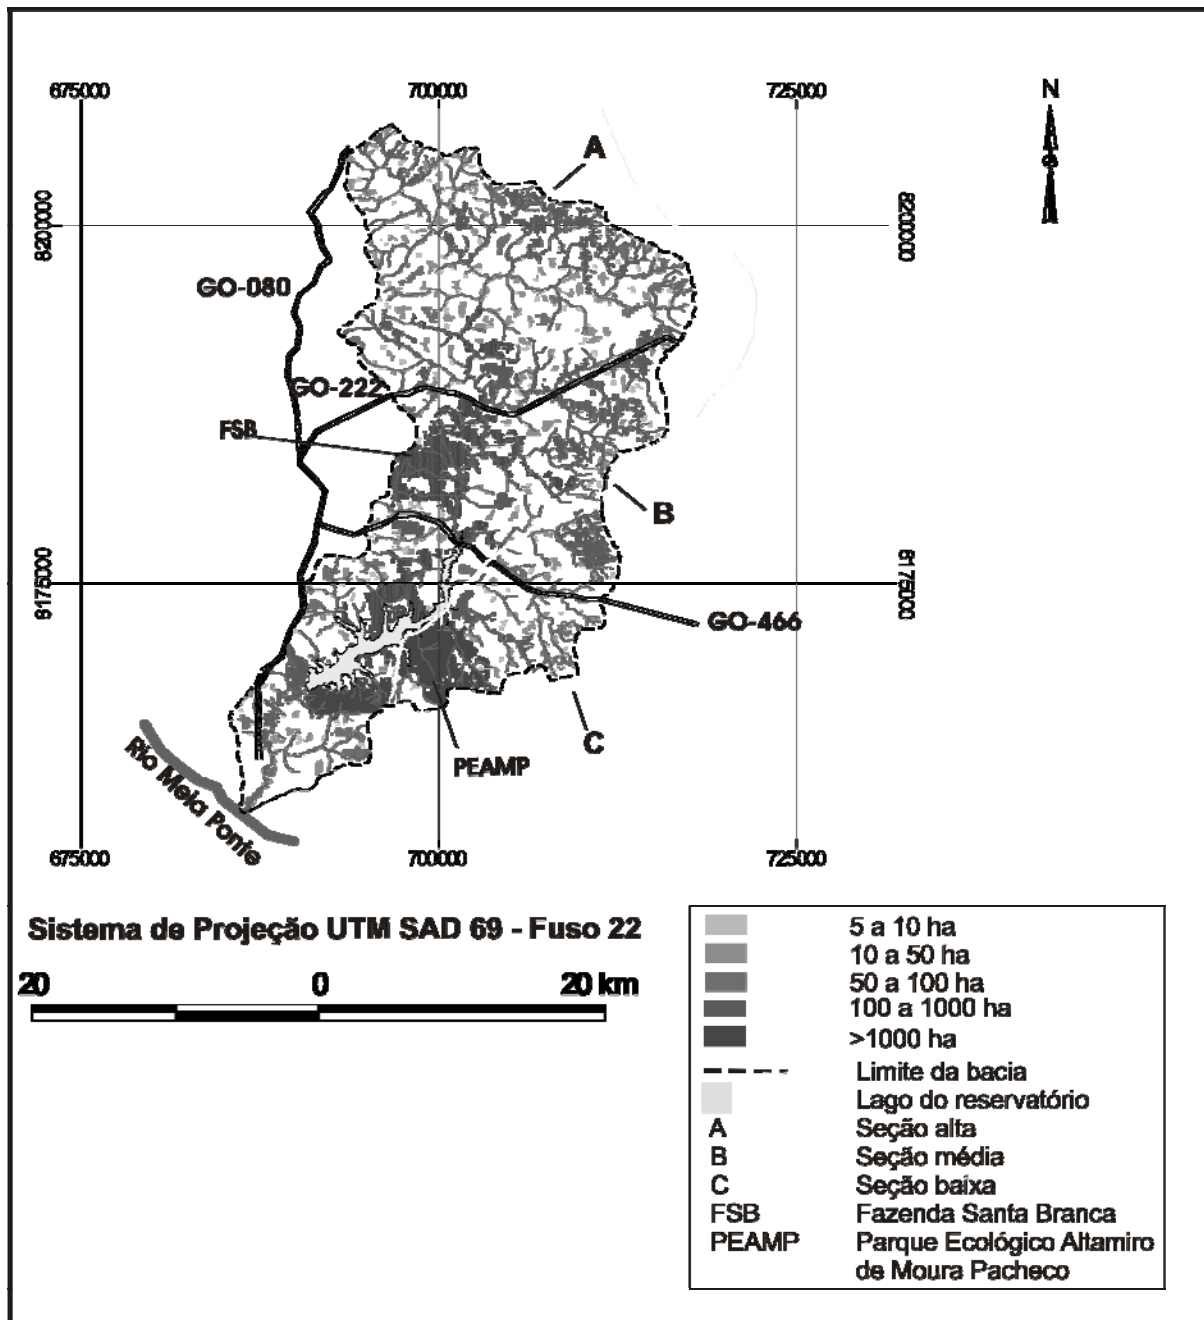 675000 700000 725000
N
A
8200000
8200000
GO-080
GO-222
FSB
B
8175000
8175000
GO-466
C
PEAMP
Rio Meia Ponte
675000 700000 725000
Sistema de Projeção UTM SAD 69 - Fuso 22
20 0 20 km
5 a 10 ha
10 a 50 ha
50 a 100 ha
100 a 1000 ha
>1000 ha
Limite da bacia
Lago do reservatório
A Seção alta
B Seção média
C Seção baixa
FSB Fazenda Santa Branca
PEAMP Parque Ecológico Altamiro
de Moura Pacheco